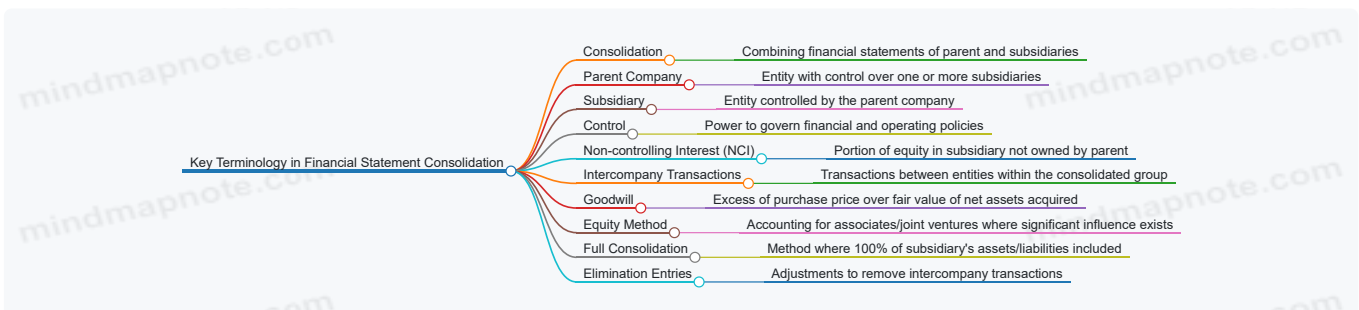 mindmapnote.com
mindmapnote.com
Consolidation
Combining financial statements of parent and subsidiaries
Parent Company
Entity with control over one or more subsidiaries
Subsidiary
Entity controlled by the parent company
Control
Power to govern financial and operating policies
Non-controlling Interest (NCI)
Portion of equity in subsidiary not owned by parent
Key Terminology in Financial Statement Consolidation
Intercompany Transactions
Transactions between entities within the consolidated group
Goodwill
Excess of purchase price over fair value of net assets acquired
Equity Method
Accounting for associates/joint ventures where significant influence exists
Full Consolidation
Method where 100% of subsidiary's assets/liabilities included
Elimination Entries
Adjustments to remove intercompany transactions
mindmapnote.com
mindmapnote.com
com
com